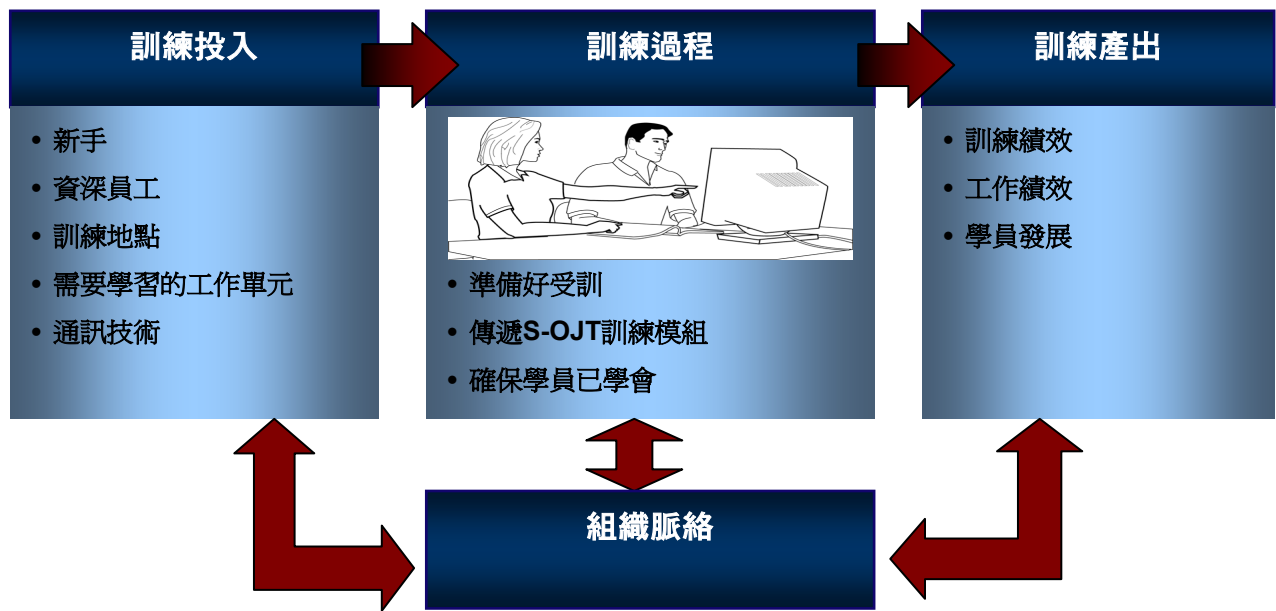 訓練投入
• 新手
• 資深員工
• 訓練地點
• 需要學習的工作單元
• 通訊技術
訓練過程
• 準備好受訓
• 傳遞S-OJT訓練模組
• 確保學員已學會
訓練產出
• 訓練績效
• 工作績效
• 學員發展
組織脈絡